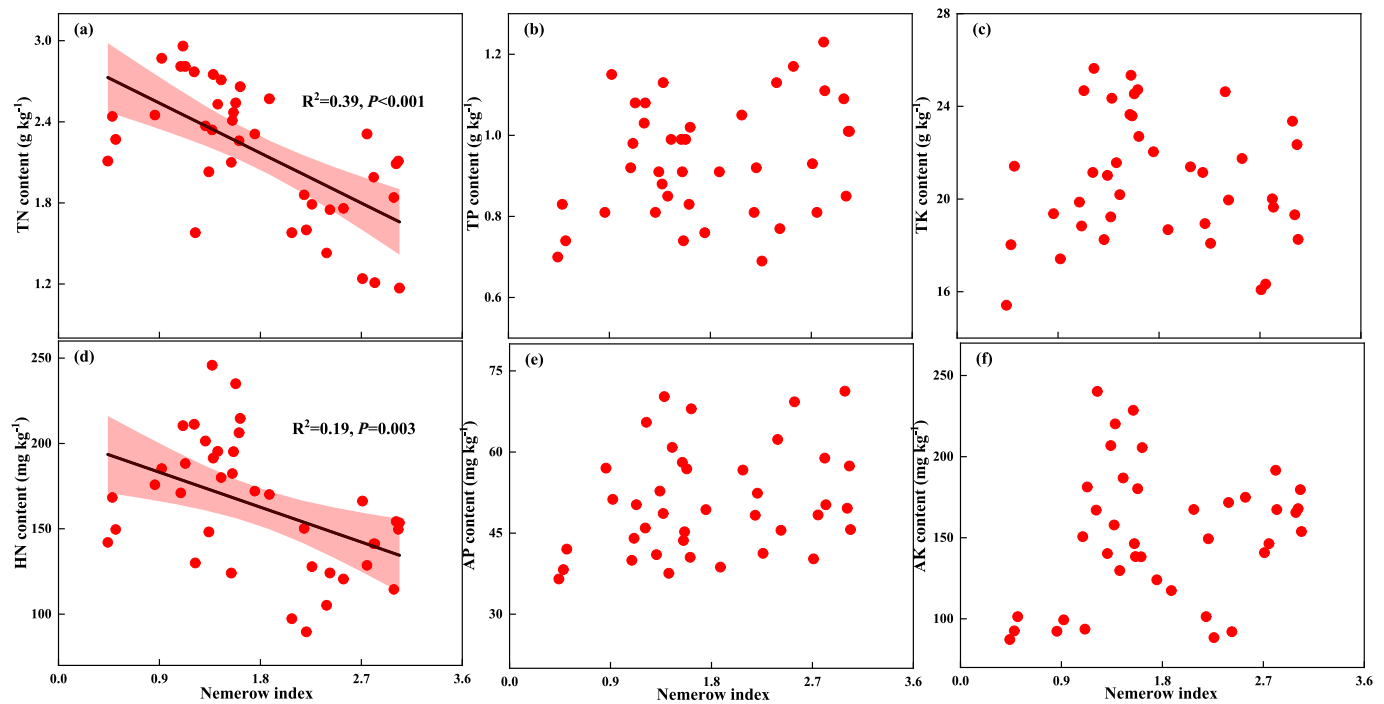 (a)
R2=0.39, P<0.001
TN content (g kg-1)
3.0
2.4
1.8
1.2
(b)
TP content (g kg-1)
1.2
1.0
0.8
0.6
(c)
TK content (g kg-1)
28
24
20
16
(d)
R2=0.19, P=0.003
HN content (mg kg-1)
250
200
150
100
0.0 0.9 1.8 2.7 3.6
Nemerow index
(e)
AP content (mg kg-1)
75
60
45
30
0.0 0.9 1.8 2.7 3.6
Nemerow index
(f)
AK content (mg kg-1)
250
200
150
100
0.0 0.9 1.8 2.7 3.6
Nemerow index